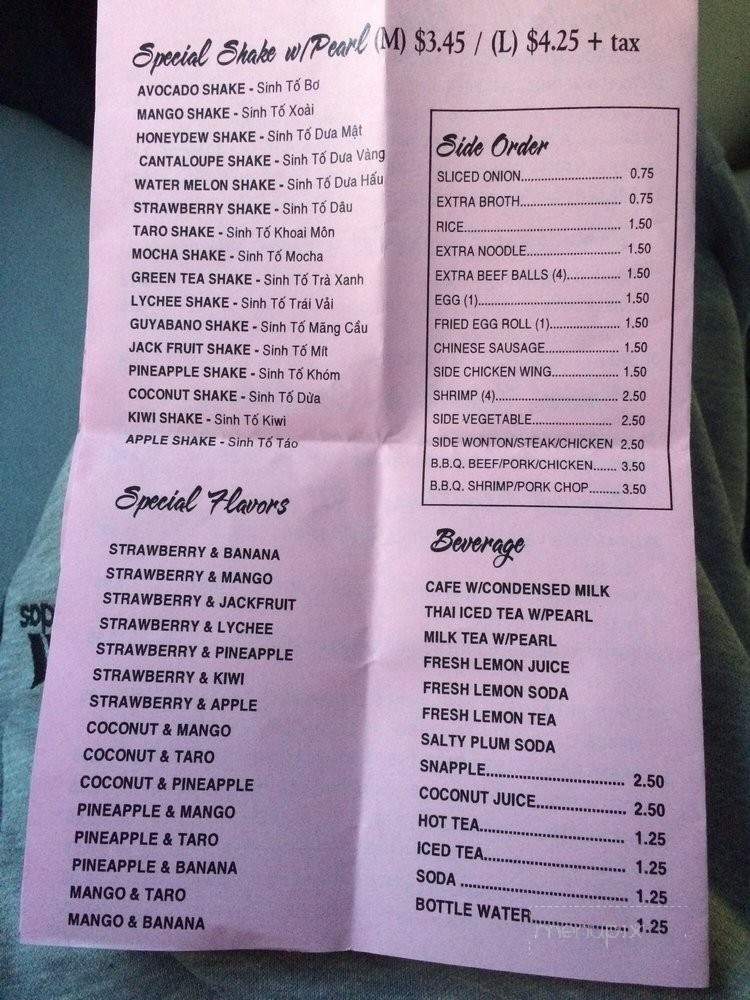 Special Shake w/Pearl (M) $3.45 / (L) $4.25 + tax
AVOCADO SHAKE - Sinh Tố Bơ
MANGO SHAKE - Sinh Tố Xoài
HONEYDEW SHAKE - Sinh Tố Dưa Mật
CANTALOUPE SHAKE - Sinh Tố Dưa Vàng
WATER MELON SHAKE - Sinh Tố Dưa Hấu
STRAWBERRY SHAKE - Sinh Tố Dâu
TARO SHAKE - Sinh Tố Khoai Môn
MOCHA SHAKE - Sinh Tố Mocha
GREEN TEA SHAKE - Sinh Tố Trà Xanh
LYCHEE SHAKE - Sinh Tố Trái Vải
GUYABANO SHAKE - Sinh Tố Mãng Cầu
JACK FRUIT SHAKE - Sinh Tố Mít
PINEAPPLE SHAKE - Sinh Tố Khóm
COCONUT SHAKE - Sinh Tố Dừa
KIWI SHAKE - Sinh Tố Kiwi
APPLE SHAKE - Sinh Tố Táo
Special Flavors
STRAWBERRY & BANANA
STRAWBERRY & MANGO
STRAWBERRY & JACKFRUIT
STRAWBERRY & LYCHEE
STRAWBERRY & PINEAPPLE
STRAWBERRY & KIWI
STRAWBERRY & APPLE
COCONUT & MANGO
COCONUT & TARO
COCONUT & PINEAPPLE
PINEAPPLE & MANGO
PINEAPPLE & TARO
PINEAPPLE & BANANA
MANGO & TARO
MANGO & BANANA
Side Order
SLICED ONION.............................. 0.75
EXTRA BROTH.............................. 0.75
RICE................................................ 1.50
EXTRA NOODLE............................ 1.50
EXTRA BEEF BALLS (4)................ 1.50
EGG (1).......................................... 1.50
FRIED EGG ROLL (1)..................... 1.50
CHINESE SAUSAGE...................... 1.50
SIDE CHICKEN WING.................... 1.50
SHRIMP (4).................................... 2.50
SIDE VEGETABLE........................ 2.50
SIDE WONTON/STEAK/CHICKEN 2.50
B.B.Q. BEEF/PORK/CHICKEN....... 3.50
B.B.Q. SHRIMP/PORK CHOP......... 3.50
Beverage
CAFE W/CONDENSED MILK
THAI ICED TEA W/PEARL
MILK TEA W/PEARL
FRESH LEMON JUICE
FRESH LEMON SODA
FRESH LEMON TEA
SALTY PLUM SODA
SNAPPLE.................................. 2.50
COCONUT JUICE...................... 2.50
HOT TEA................................... 1.25
ICED TEA.................................. 1.25
SODA ........................................ 1.25
BOTTLE WATER........................ 1.25
menupix